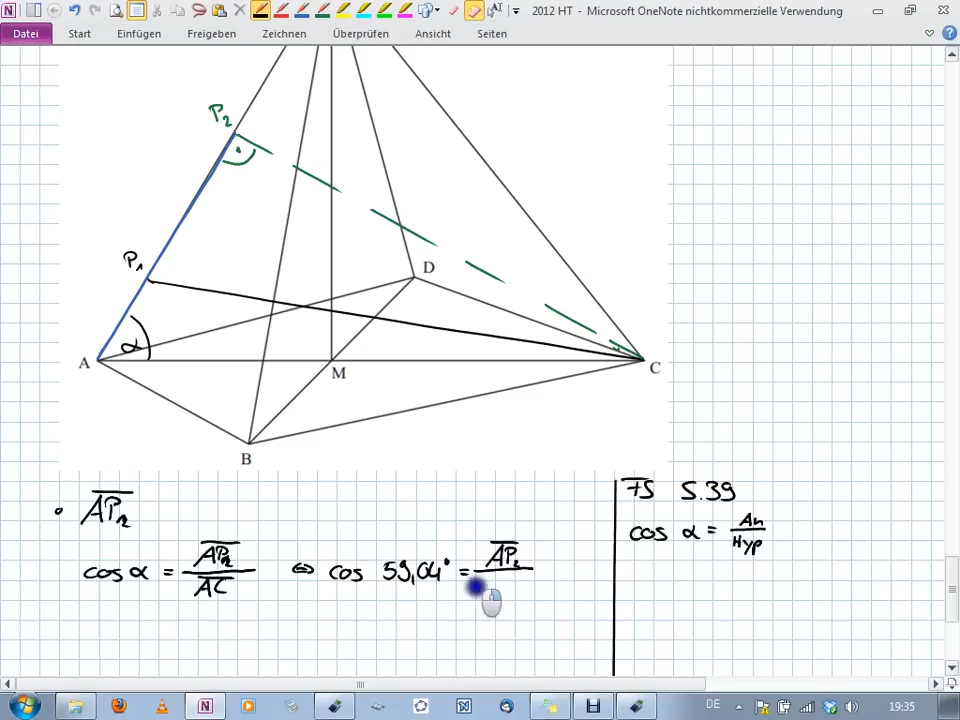 2012 HT - Microsoft OneNote nichtkommerzielle Verwendung
Datei Start Einfügen Freigeben Zeichnen Überprüfen Ansicht Seiten
P2
D
P1
α
A
M
C
B
AP2
cos α = AP2 / AC ⇔ cos 59,04° = AP2
FS S.39
cos α = An / Hyp
DE
19:35